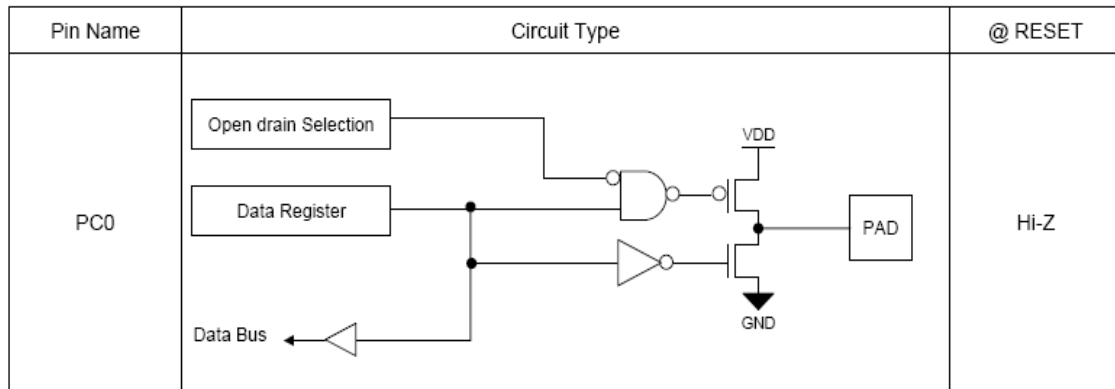 Pin Name
Circuit Type
@ RESET
Open drain Selection
VDD
Data Register
PC0
PAD
Hi-Z
GND
Data Bus